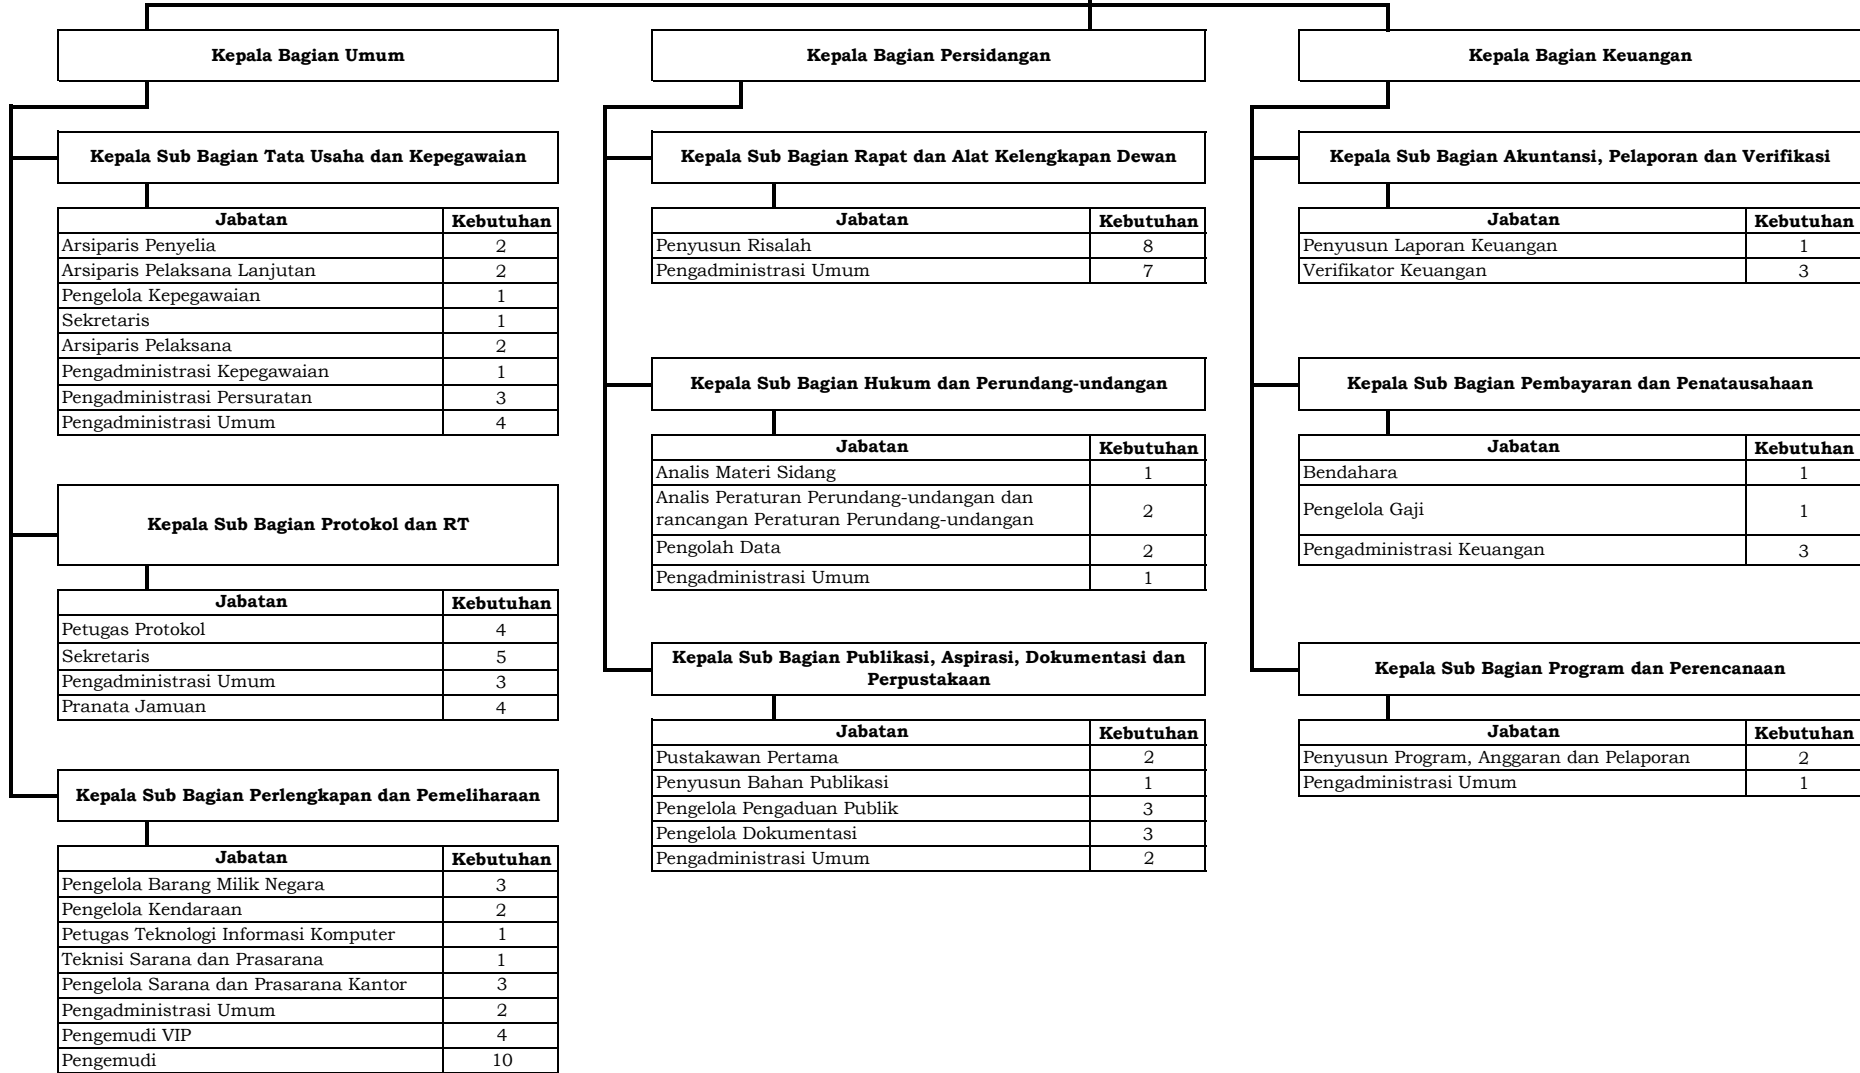 Kepala Bagian Umum
Kepala Sub Bagian Tata Usaha dan Kepegawaian
Jabatan Kebutuhan
Arsiparis Penyelia 2
Arsiparis Pelaksana Lanjutan 2
Pengelola Kepegawaian 1
Sekretaris 1
Arsiparis Pelaksana 2
Pengadministrasi Kepegawaian 1
Pengadministrasi Persuratan 3
Pengadministrasi Umum 4
Kepala Sub Bagian Protokol dan RT
Jabatan Kebutuhan
Petugas Protokol 4
Sekretaris 5
Pengadministrasi Umum 3
Pranata Jamuan 4
Kepala Sub Bagian Perlengkapan dan Pemeliharaan
Jabatan Kebutuhan
Pengelola Barang Milik Negara 3
Pengelola Kendaraan 2
Petugas Teknologi Informasi Komputer 1
Teknisi Sarana dan Prasarana 1
Pengelola Sarana dan Prasarana Kantor 3
Pengadministrasi Umum 2
Pengemudi VIP 4
Pengemudi 10
Kepala Bagian Persidangan
Kepala Sub Bagian Rapat dan Alat Kelengkapan Dewan
Jabatan Kebutuhan
Penyusun Risalah 8
Pengadministrasi Umum 7
Kepala Sub Bagian Hukum dan Perundang-undangan
Jabatan Kebutuhan
Analis Materi Sidang 1
Analis Peraturan Perundang-undangan dan
rancangan Peraturan Perundang-undangan 2
Pengolah Data 2
Pengadministrasi Umum 1
Kepala Sub Bagian Publikasi, Aspirasi, Dokumentasi dan
Perpustakaan
Jabatan Kebutuhan
Pustakawan Pertama 2
Penyusun Bahan Publikasi 1
Pengelola Pengaduan Publik 3
Pengelola Dokumentasi 3
Pengadministrasi Umum 2
Kepala Bagian Keuangan
Kepala Sub Bagian Akuntansi, Pelaporan dan Verifikasi
Jabatan Kebutuhan
Penyusun Laporan Keuangan 1
Verifikator Keuangan 3
Kepala Sub Bagian Pembayaran dan Penatausahaan
Jabatan Kebutuhan
Bendahara 1
Pengelola Gaji 1
Pengadministrasi Keuangan 3
Kepala Sub Bagian Program dan Perencanaan
Jabatan Kebutuhan
Penyusun Program, Anggaran dan Pelaporan 2
Pengadministrasi Umum 1